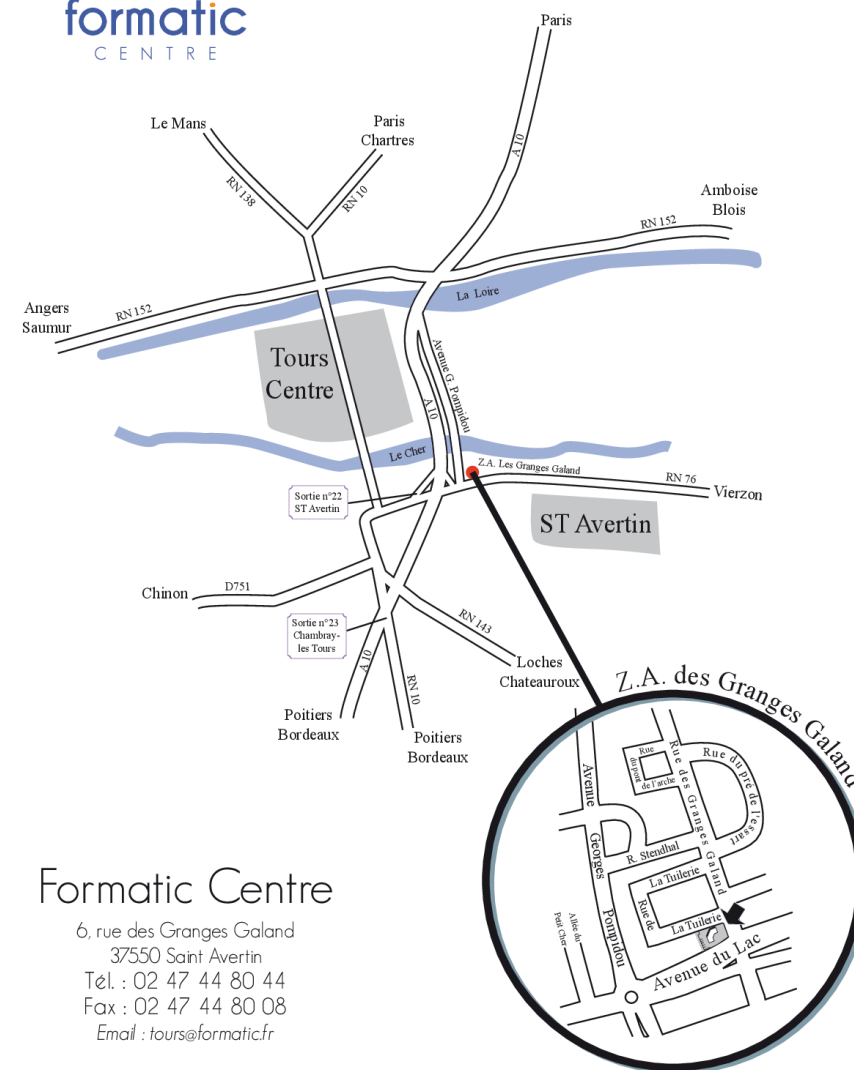 formatic
CENTRE
Paris
Le Mans
Paris
Chartres
A 10
RN 138
RN 10
Amboise
Blois
RN 152
Angers
Saumur
RN 152
La Loire
Tours
Centre
Avenue G. Pompidou
A 10
Le Cher
Z.A. Les Granges Galand
RN 76
Vierzon
Sortie n°22
ST Avertin
ST Avertin
Chinon
D751
Sortie n°23
Chambray-
les Tours
RN 143
Loches
Chateauroux
A 10
RN 10
Poitiers
Bordeaux
Poitiers
Bordeaux
Z.A. des Granges Galand
Rue
du pont
de l'arche
Rue des Granges Galand
Rue du pré de l'essart
Avenue
Georges
Pompidou
R. Stendhal
La Tuilerie
Rue de
La Tuilerie
Allée du
Petit Cher
Avenue du Lac
Formatic Centre
6, rue des Granges Galand
37550 Saint Avertin
Tél. : 02 47 44 80 44
Fax : 02 47 44 80 08
Email : tours@formatic.fr